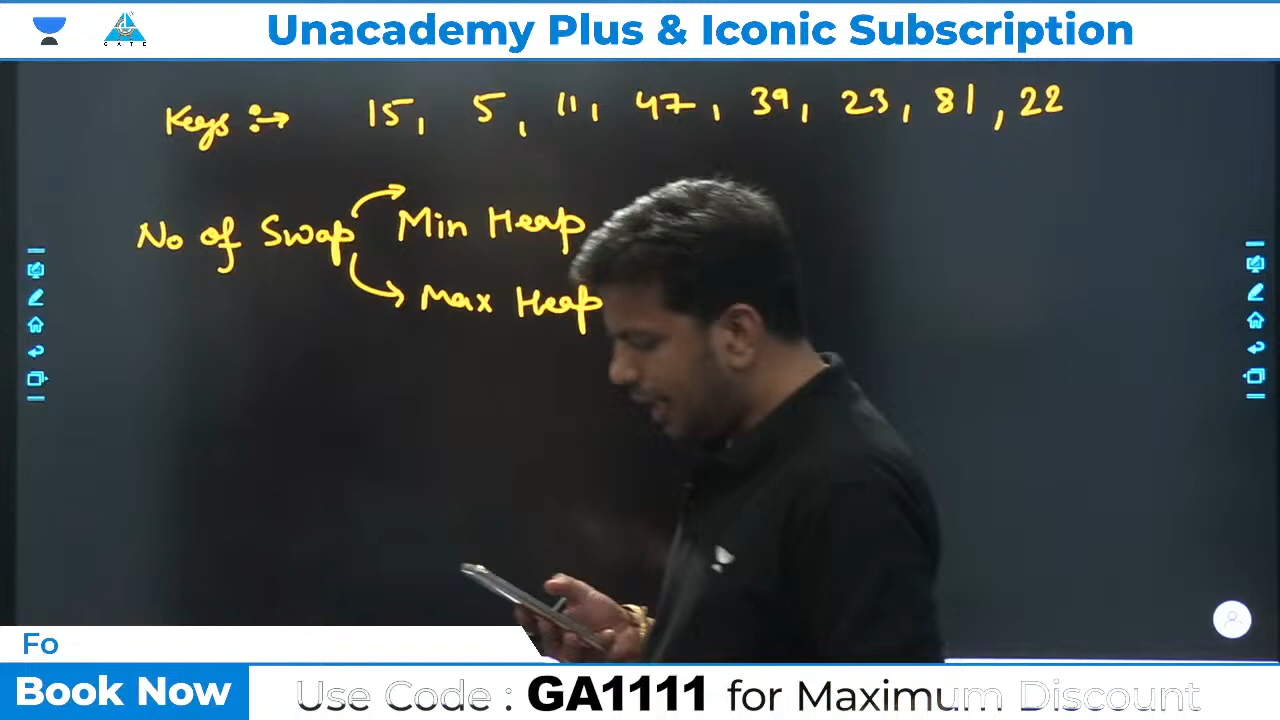 Unacademy Plus & Iconic Subscription
GATE
Keys :→ 15, 5, 11, 47, 39, 23, 81, 22
No of Swap
Min Heap
Max Heap
Fo
Book Now
Use Code : GA1111 for Maximum Discount